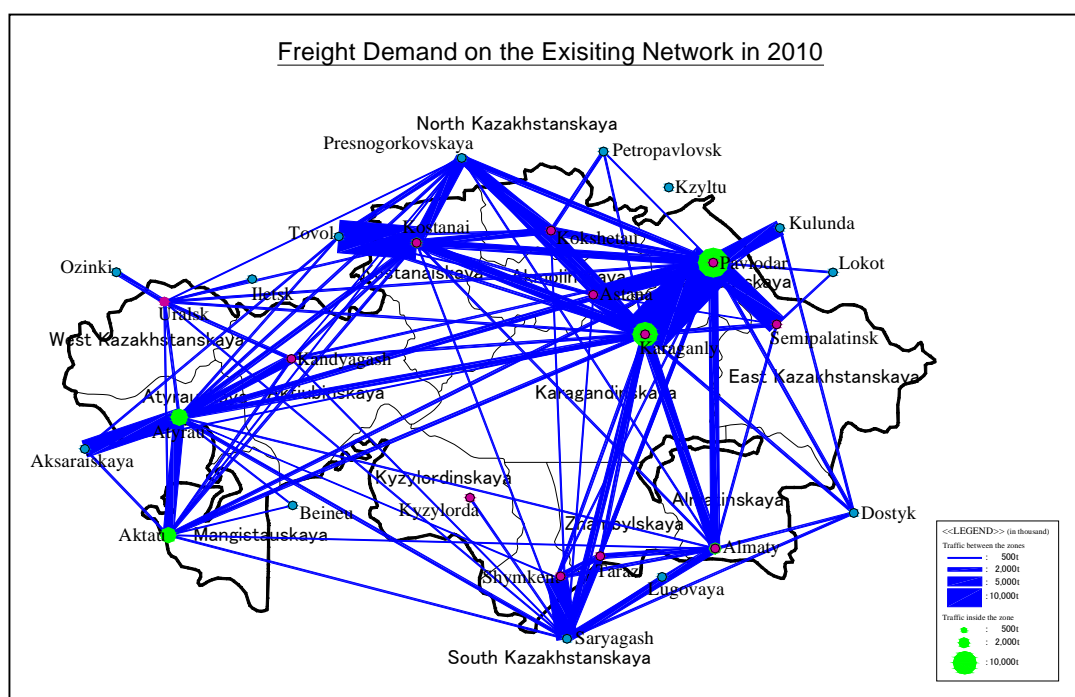 Freight Demand on the Exisiting Network in 2010
North Kazakhstanskaya
Presnogorkovskaya
Petropavlovsk
Kzyltu
Tovol
Kostanai
Kokshetau
Kulunda
Ozinki
Iletsk
Kostanaiskaya
Pavlodar
Lokot
Uralsk
Astana
West Kazakhstanskaya
Karaganly
Semipalatinsk
Kandyagash
East Kazakhstanskaya
Karagandinskaya
Atyrau
Aksaraiskaya
Kyzylordinskaya
Kyzylorda
Almatinskaya
Beineu
Dostyk
Aktau
Mangistauskaya
Zhambylskaya
Almaty
Shymkent
Taraz
Lugovaya
Saryagash
South Kazakhstanskaya
<<LEGEND>> (in thousand)
Traffic between the zones
: 500t
: 2,000t
: 5,000t
: 10,000t
Traffic inside the zone
: 500t
: 2,000t
: 10,000t